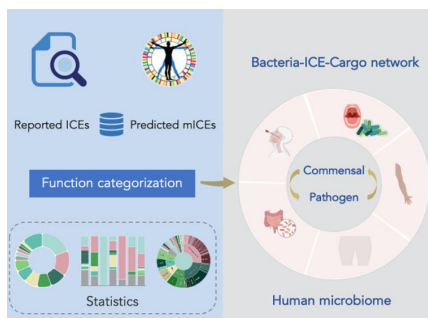 Reported ICEs
Predicted mICEs
Function categorization
Statistics
Bacteria-ICE-Cargo network
Commensal
Pathogen
Human microbiome